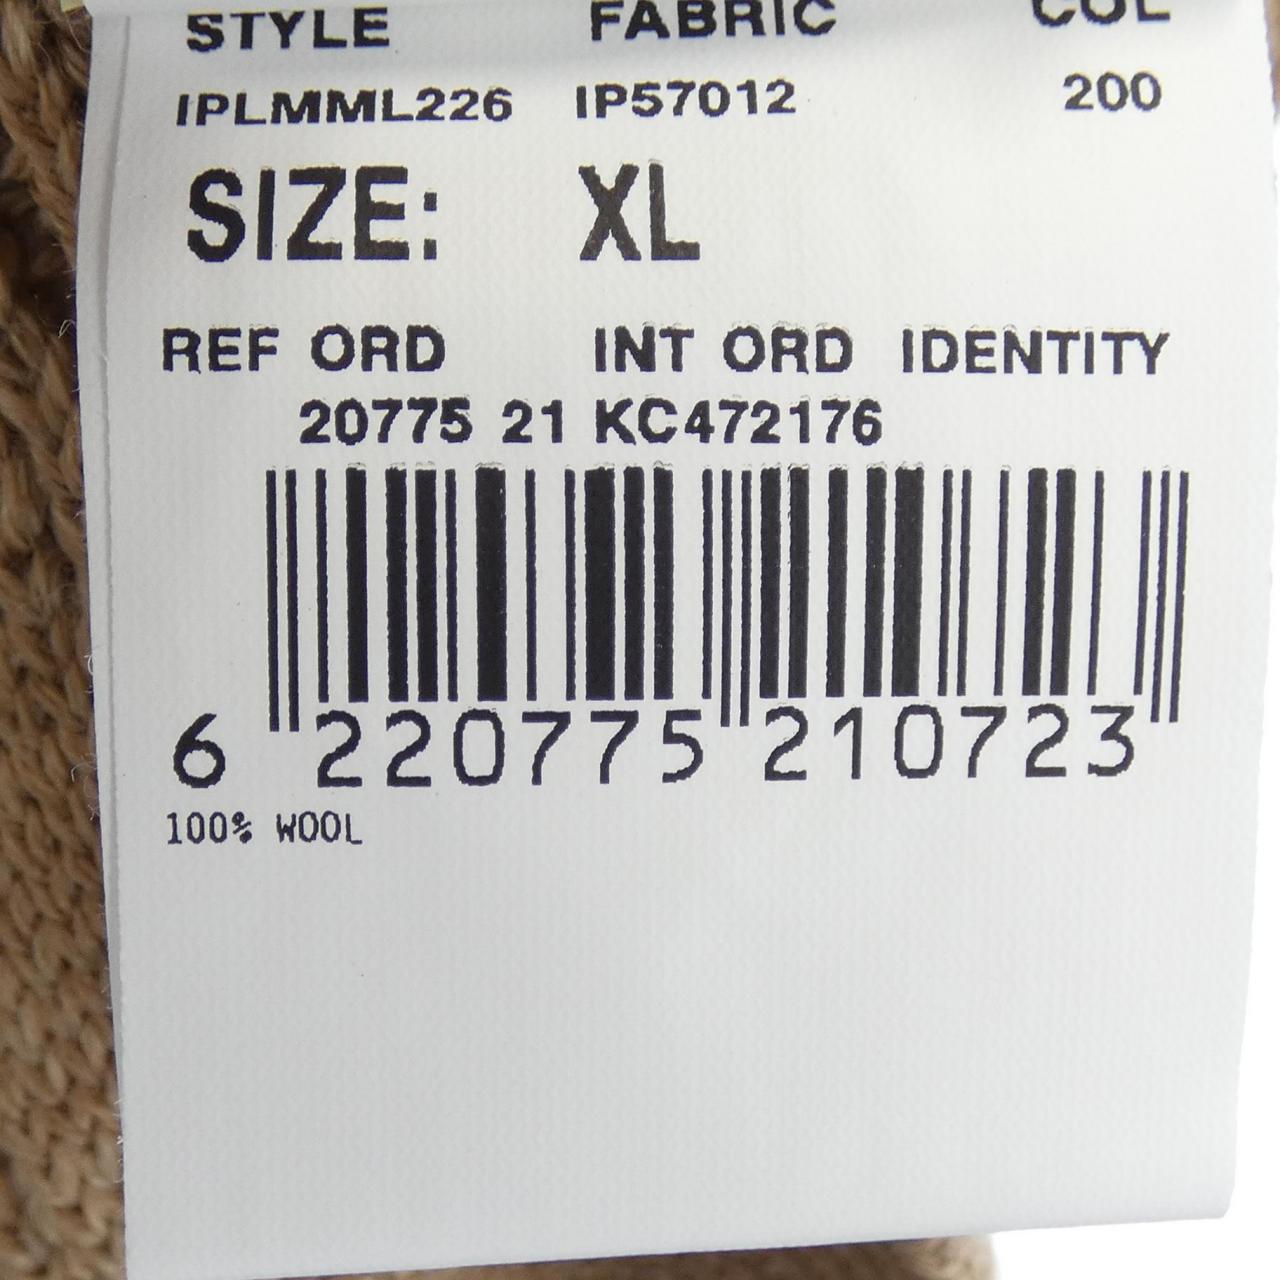 STYLE FABRIC COL
IPLMML226 IP57012 200
SIZE: XL
REF ORD INT ORD IDENTITY
20775 21 KC472176
6 220775 210723
100% WOOL